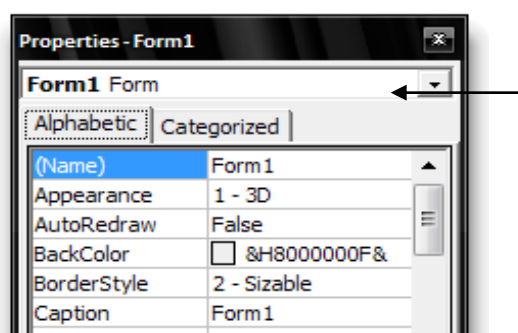 Properties - Form1
Form1 Form
Alphabetic Categorized
(Name) Form1
Appearance 1 - 3D
AutoRedraw False
BackColor &H8000000F&
BorderStyle 2 - Sizable
Caption Form1